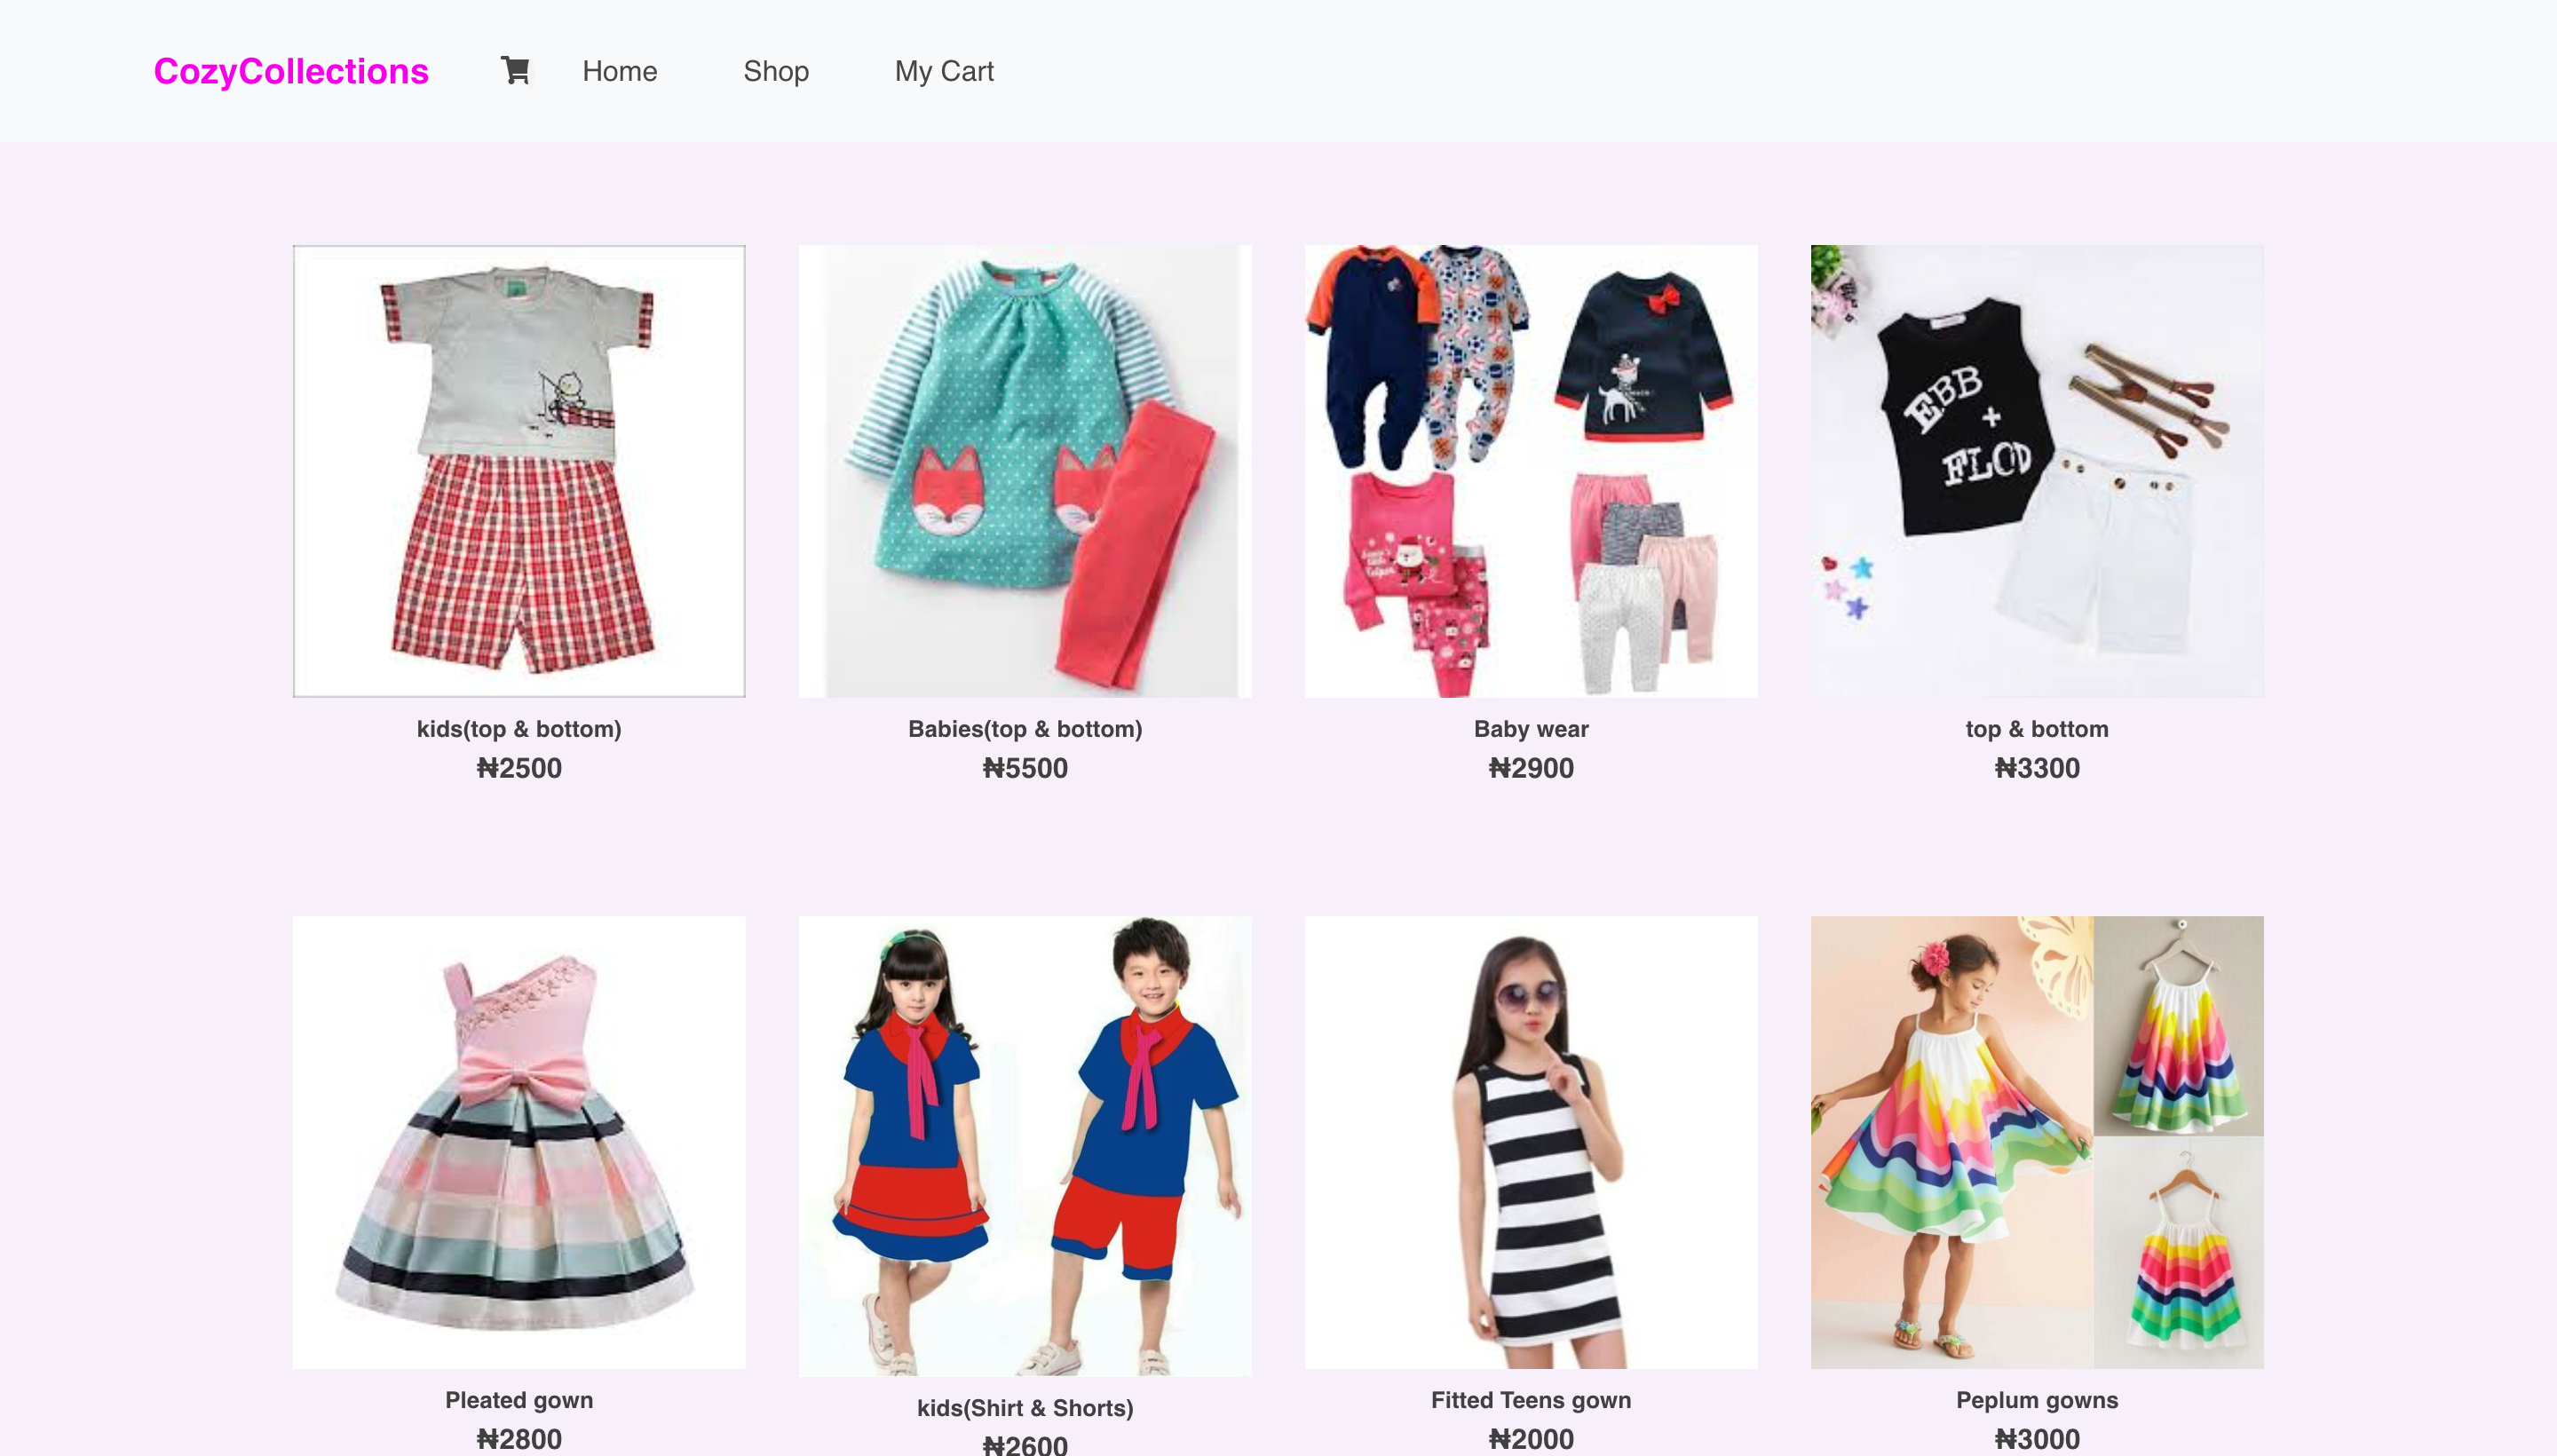 CozyCollections Home Shop My Cart
EBB
+
FLOD
kids(top & bottom)
₦2500
Babies(top & bottom)
₦5500
Baby wear
₦2900
top & bottom
₦3300
Pleated gown
₦2800
kids(Shirt & Shorts)
₦2600
Fitted Teens gown
₦2000
Peplum gowns
₦3000